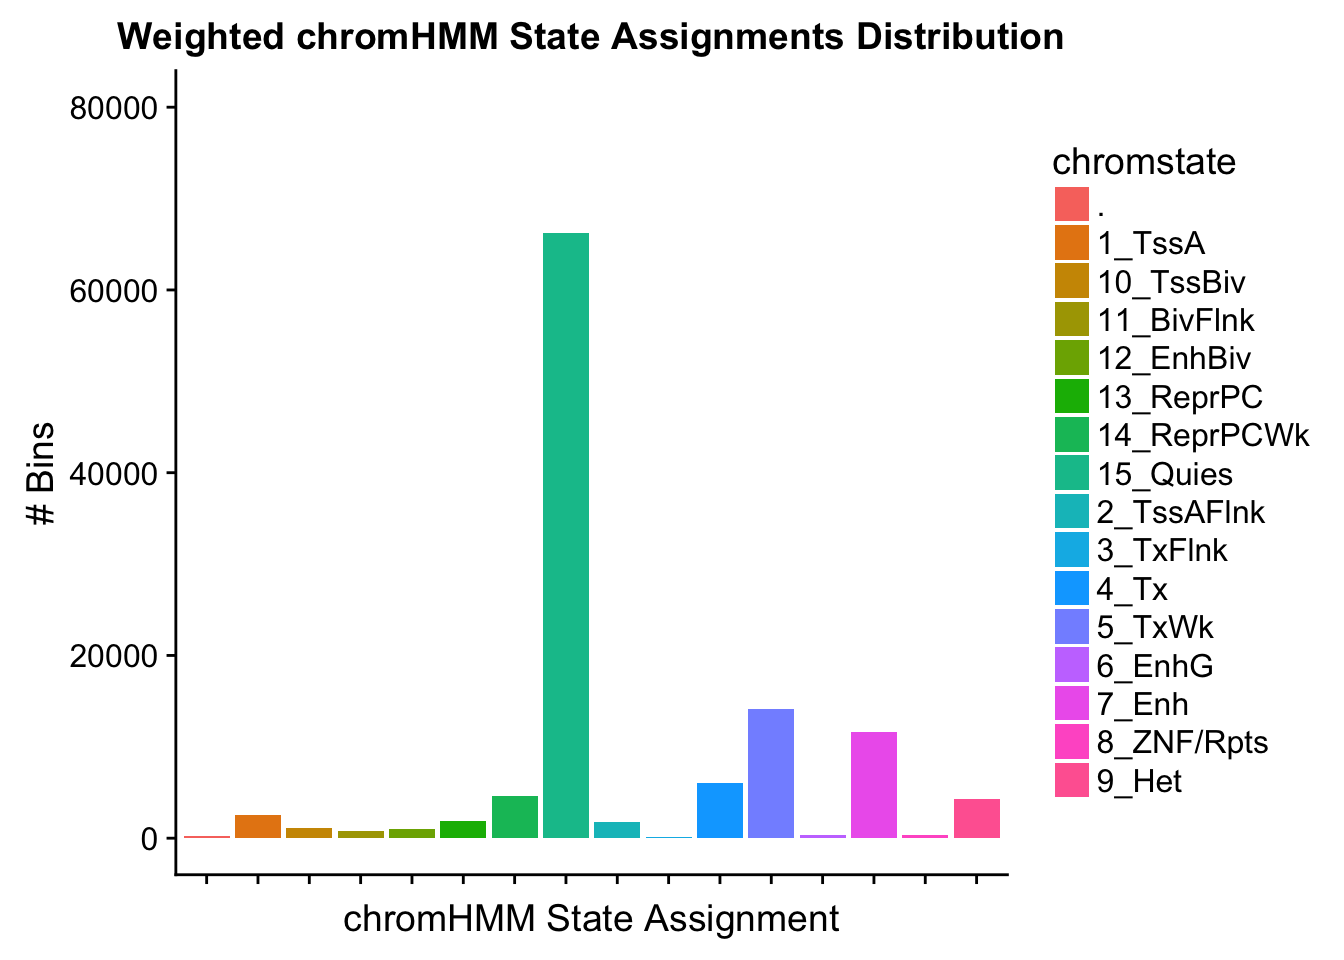 Weighted chromHMM State Assignments Distribution
80000
60000
40000
20000
0
# Bins
chromHMM State Assignment
chromstate
.
1_TssA
10_TssBiv
11_BivFlnk
12_EnhBiv
13_ReprPC
14_ReprPCWk
15_Quies
2_TssAFlnk
3_TxFlnk
4_Tx
5_TxWk
6_EnhG
7_Enh
8_ZNF/Rpts
9_Het